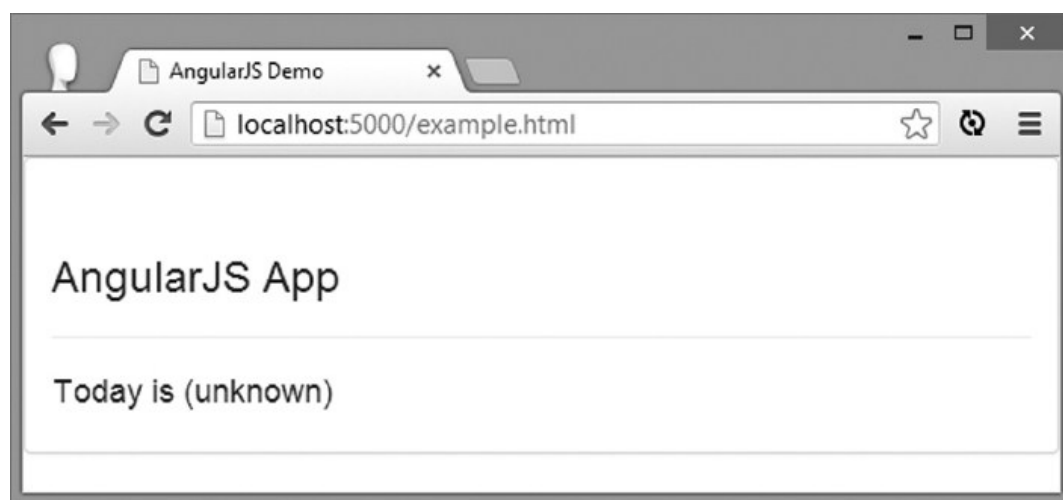 AngularJS Demo
localhost:5000/example.html
AngularJS App
Today is (unknown)